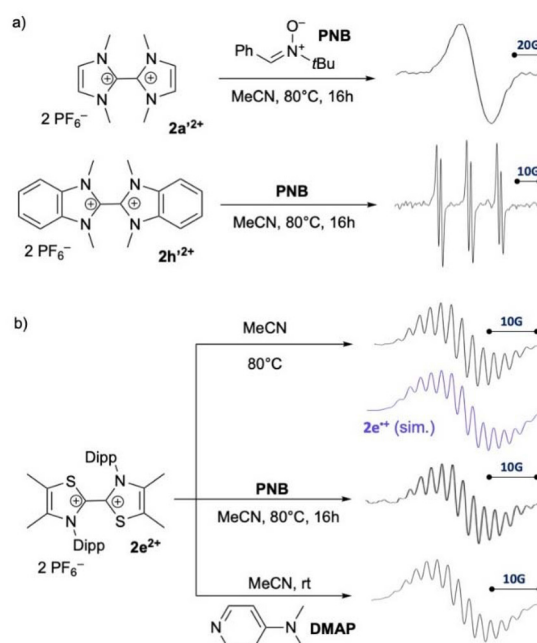 a)
PNB
O⁻
Ph
N⁺
tBu
20G
N
N
N
N
2 PF₆⁻
2a'²⁺
MeCN, 80°C, 16h
10G
N
N
N
N
2 PF₆⁻
2h'²⁺
PNB
MeCN, 80°C, 16h
b)
MeCN
80°C
10G
2e•⁺ (sim.)
Dipp
S
N
N
S
Dipp
2 PF₆⁻
2e²⁺
PNB
MeCN, 80°C, 16h
10G
MeCN, rt
10G
N
N
DMAP